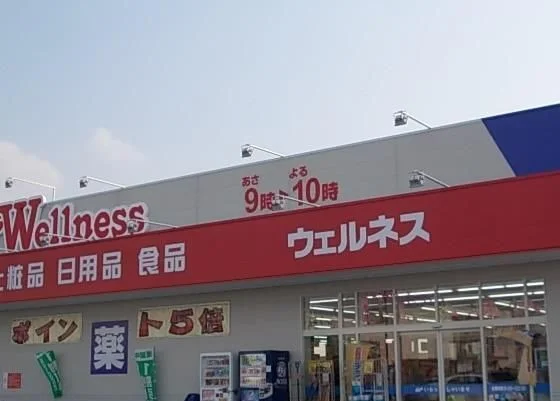 Wellness
あさ よる
9時 10時
ウェルネス
化粧品 日用品 食品
ポイント5倍
薬